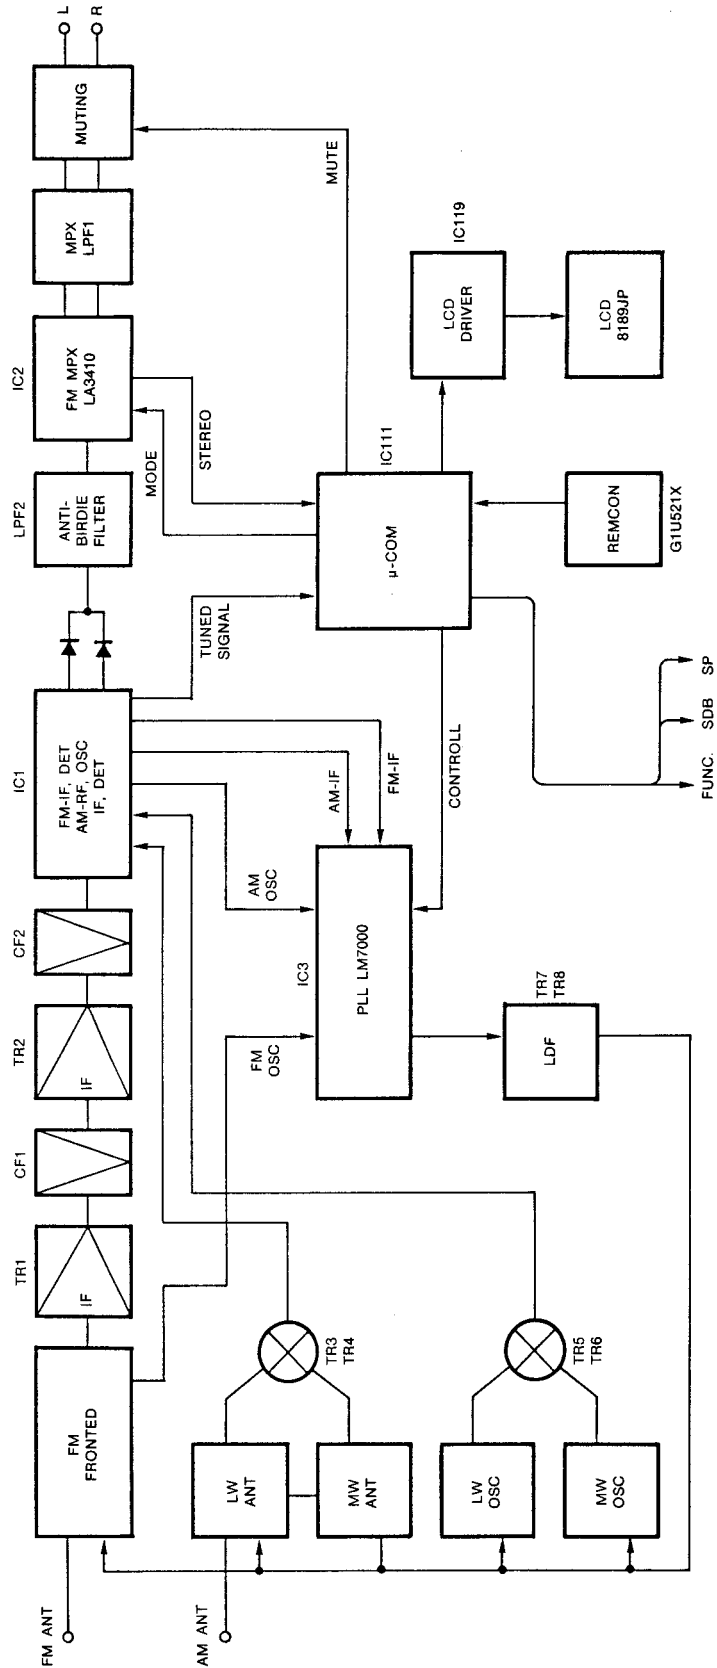 FM ANT
FM
FRONTED
TR1
IF
CF1
TR2
IF
CF2
IC1
FM-IF, DET
AM-RF, OSC
IF, DET
LPF2
ANTI-
BIRDIE
FILTER
IC2
FM MPX
LA3410
MPX
LPF1
MUTING
L
R
AM ANT
LW
ANT
MW
ANT
TR3
TR4
LW
OSC
MW
OSC
TR5
TR6
FM
OSC
AM
OSC
AM-IF
FM-IF
TUNED
SIGNAL
MODE
STEREO
MUTE
IC3
PLL LM7000
CONTROLL
LDF
TR7
TR8
IC111
μ-COM
LCD
DRIVER
IC119
LCD
8189JP
REMCON
G1U521X
FUNC.
SDB
SP